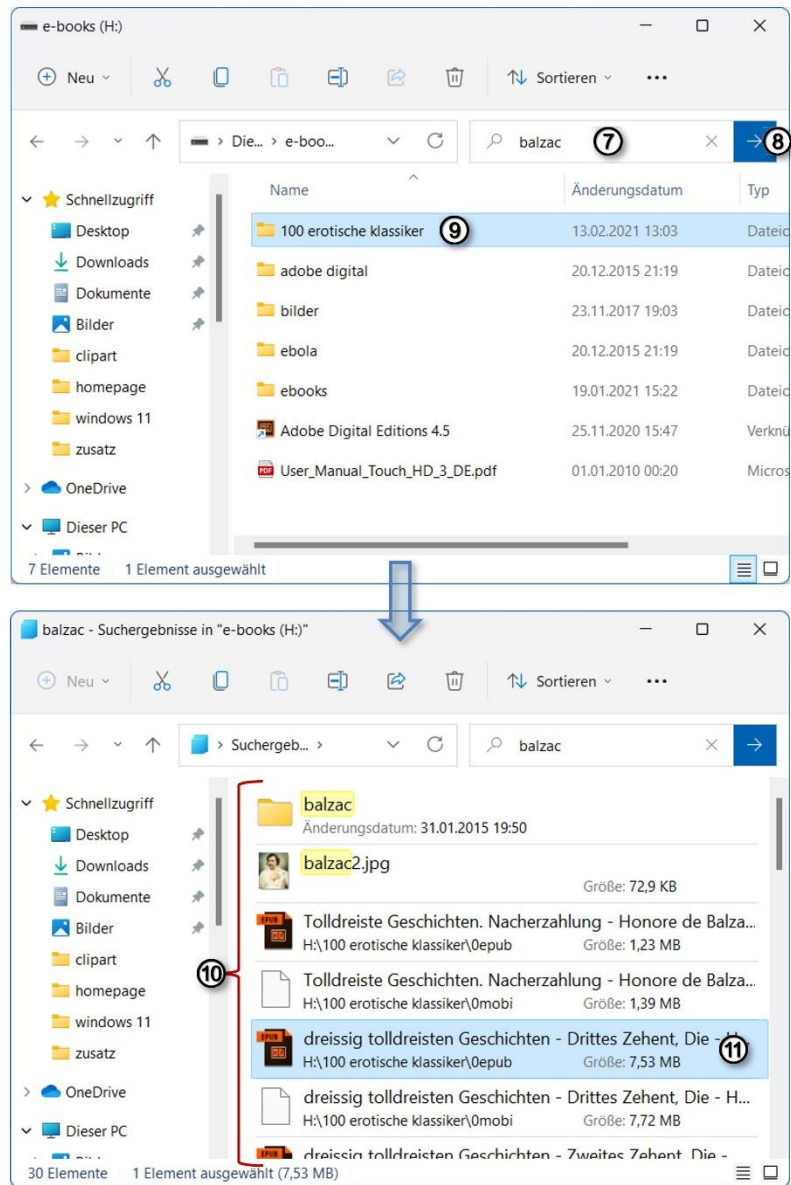 e-books (H:)
Neu Sortieren
Die... e-boo... balzac ⑦ ⑧
Name Änderungsdatum Typ
Schnellzugriff
Desktop
Downloads
Dokumente
Bilder
clipart
homepage
windows 11
zusatz
OneDrive
Dieser PC
100 erotische klassiker ⑨ 13.02.2021 13:03 Dateic
adobe digital 20.12.2015 21:19 Dateic
bilder 23.11.2017 19:03 Dateic
ebola 20.12.2015 21:19 Dateic
ebooks 19.01.2021 15:22 Dateic
Adobe Digital Editions 4.5 25.11.2020 15:47 Verknü
User_Manual_Touch_HD_3_DE.pdf 01.01.2010 00:20 Micros
7 Elemente 1 Element ausgewählt
balzac - Suchergebnisse in "e-books (H:)"
Neu Sortieren
Suchergeb... balzac
Schnellzugriff
Desktop
Downloads
Dokumente
Bilder
clipart
homepage
windows 11
zusatz
OneDrive
Dieser PC
⑩
balzac
Änderungsdatum: 31.01.2015 19:50
balzac2.jpg
Größe: 72,9 KB
Tolldreiste Geschichten. Nacherzahlung - Honore de Balza...
H:\100 erotische klassiker\0epub Größe: 1,23 MB
Tolldreiste Geschichten. Nacherzahlung - Honore de Balza...
H:\100 erotische klassiker\0mobi Größe: 1,39 MB
dreissig tolldreisten Geschichten - Drittes Zehent, Die - H...
H:\100 erotische klassiker\0epub Größe: 7,53 MB ⑪
dreissig tolldreisten Geschichten - Drittes Zehent, Die - H...
H:\100 erotische klassiker\0mobi Größe: 7,72 MB
dreissig tolldreisten Geschichten - Zweites Zehent, Die -
30 Elemente 1 Element ausgewählt (7,53 MB)